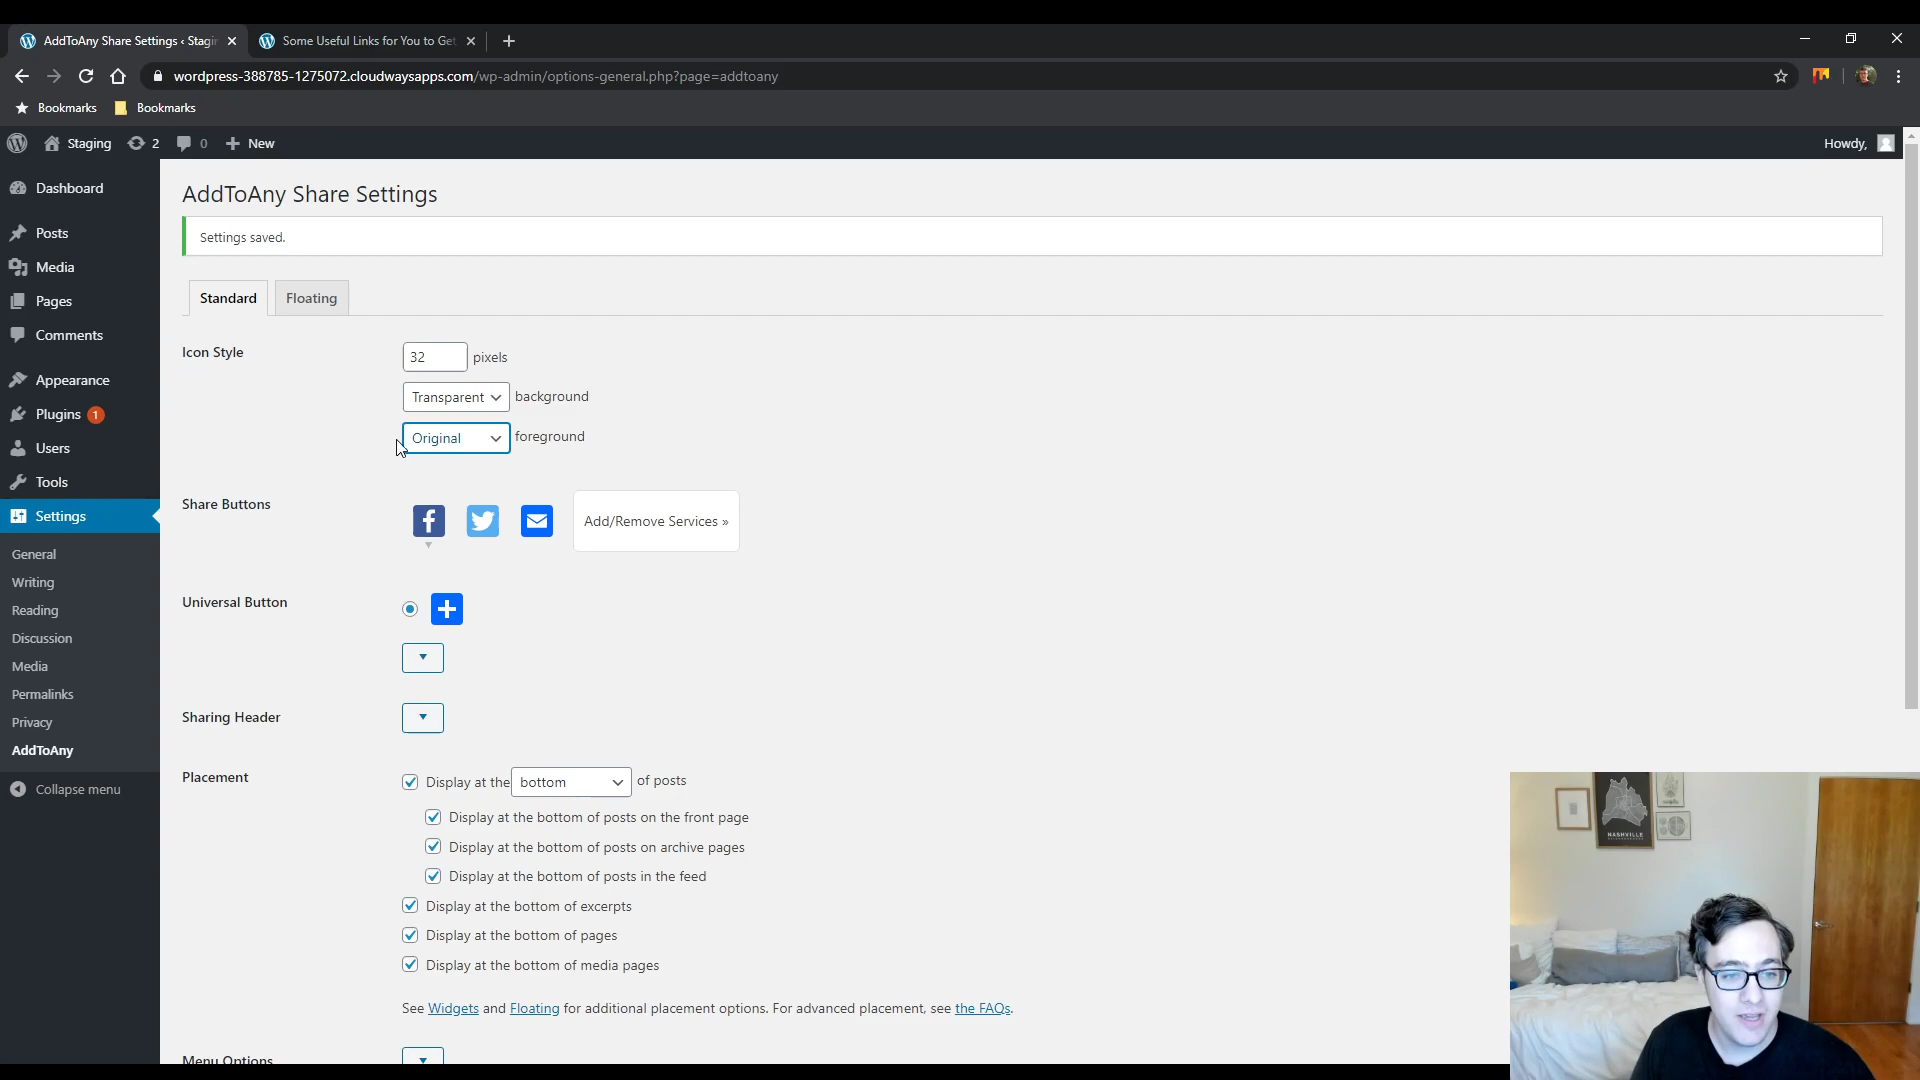 AddToAny Share Settings ‹ Stagin
Some Useful Links for You to Get
wordpress-388785-1275072.cloudwaysapps.com/wp-admin/options-general.php?page=addtoany
Bookmarks
Bookmarks
Staging
2
0
New
Howdy,
Dashboard
Posts
Media
Pages
Comments
Appearance
Plugins 1
Users
Tools
Settings
General
Writing
Reading
Discussion
Media
Permalinks
Privacy
AddToAny
Collapse menu
AddToAny Share Settings
Settings saved.
Standard
Floating
Icon Style
32 pixels
Transparent background
Original foreground
Share Buttons
Add/Remove Services »
Universal Button
Sharing Header
Placement
Display at the bottom of posts
Display at the bottom of posts on the front page
Display at the bottom of posts on archive pages
Display at the bottom of posts in the feed
Display at the bottom of excerpts
Display at the bottom of pages
Display at the bottom of media pages
See Widgets and Floating for additional placement options. For advanced placement, see the FAQs.
Menu Options
NASHVILLE